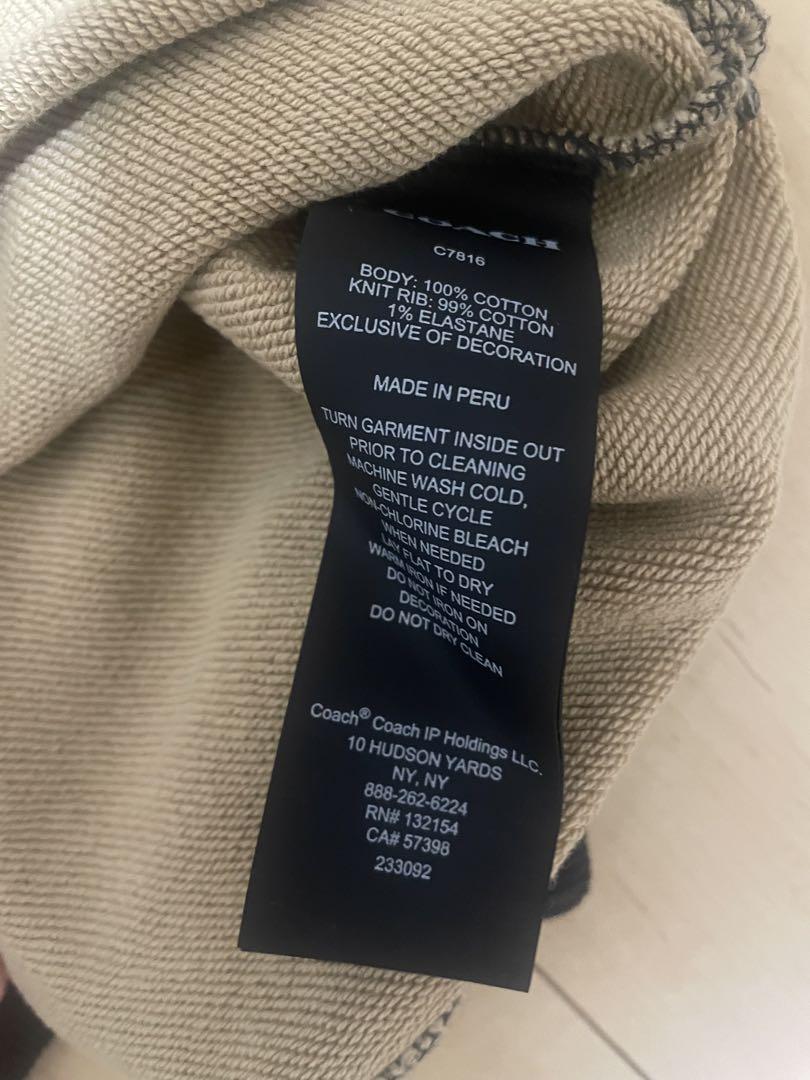 COACH
C7816
BODY: 100% COTTON
KNIT RIB: 99% COTTON
1% ELASTANE
EXCLUSIVE OF DECORATION
MADE IN PERU
TURN GARMENT INSIDE OUT
PRIOR TO CLEANING
MACHINE WASH COLD,
GENTLE CYCLE
NON-CHLORINE BLEACH
WHEN NEEDED
LAY FLAT TO DRY
WARM IRON IF NEEDED
DO NOT IRON ON
DECORATION
DO NOT DRY CLEAN
Coach® Coach IP Holdings LLC.
10 HUDSON YARDS
NY, NY
888-262-6224
RN# 132154
CA# 57398
233092